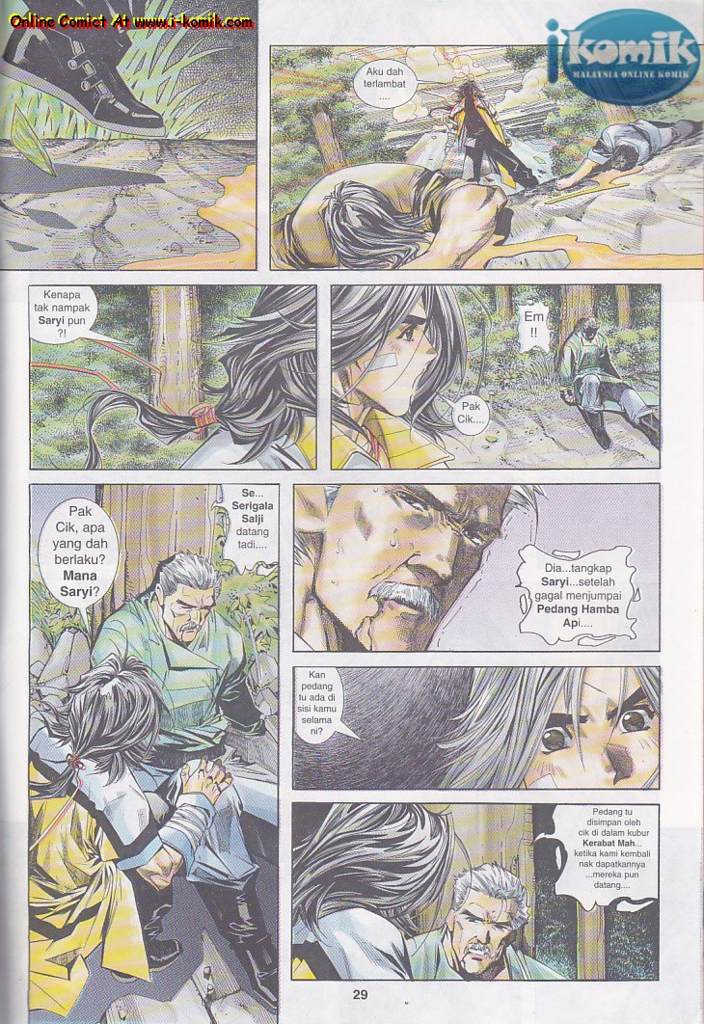 Online Comict At www.i-komik.com
ikomik
MALAYSIA ONLINE KOMIK
Aku dah
terlambat
....
Kenapa
tak nampak
Saryi pun
?!
Em
!!
Pak
Cik....
Pak
Cik, apa
yang dah
berlaku?
Mana
Saryi?
Se...
Serigala
Salji
datang
tadi....
Dia...tangkap
Saryi...setelah
gagal menjumpai
Pedang Hamba
Api....
Kan
pedang
tu ada di
sisi kamu
selama
ni?
Pedang tu
disimpan oleh
cik di dalam kubur
Kerabat Mah...
ketika kami kembali
nak dapatkannya
...mereka pun
datang....
29